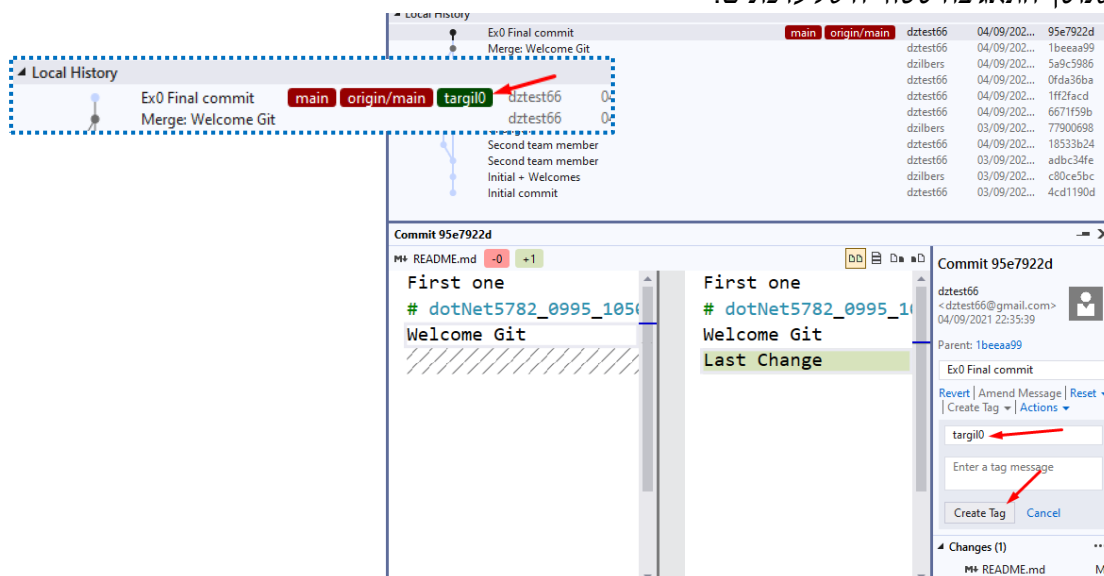 Local History
Ex0 Final commit main origin/main dztest66 04/09/202... 95e7922d
Merge: Welcome Git dztest66 04/09/202... 1beeaa99
dzilbers 04/09/202... 5a9c5986
dztest66 04/09/202... 0fda36ba
dztest66 04/09/202... 1ff2facd
dztest66 04/09/202... 6671f59b
dzilbers 03/09/202... 77900698
Second team member dztest66 04/09/202... 18533b24
Second team member dztest66 03/09/202... adbc34fe
Initial + Welcomes dzilbers 03/09/202... c80ce5bc
Initial commit dztest66 03/09/202... 4cd1190d
Local History
Ex0 Final commit main origin/main targil0 dztest66 04
Merge: Welcome Git dztest66 04
Commit 95e7922d
M+ README.md -0 +1
First one
# dotNet5782_0995_105
Welcome Git
First one
# dotNet5782_0995_1
Welcome Git
Last Change
Commit 95e7922d
dztest66
<dztest66@gmail.com>
04/09/2021 22:35:39
Parent: 1beeaa99
Ex0 Final commit
Revert | Amend Message | Reset
| Create Tag | Actions
targil0
Enter a tag message
Create Tag Cancel
Changes (1) ...
M+ README.md M